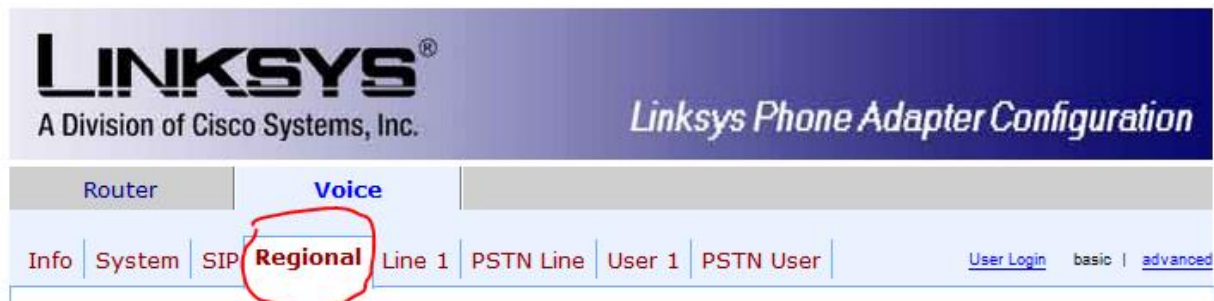 LINKSYS®
A Division of Cisco Systems, Inc.
Linksys Phone Adapter Configuration
Router Voice
Info System SIP Regional Line 1 PSTN Line User 1 PSTN User User Login basic | advanced